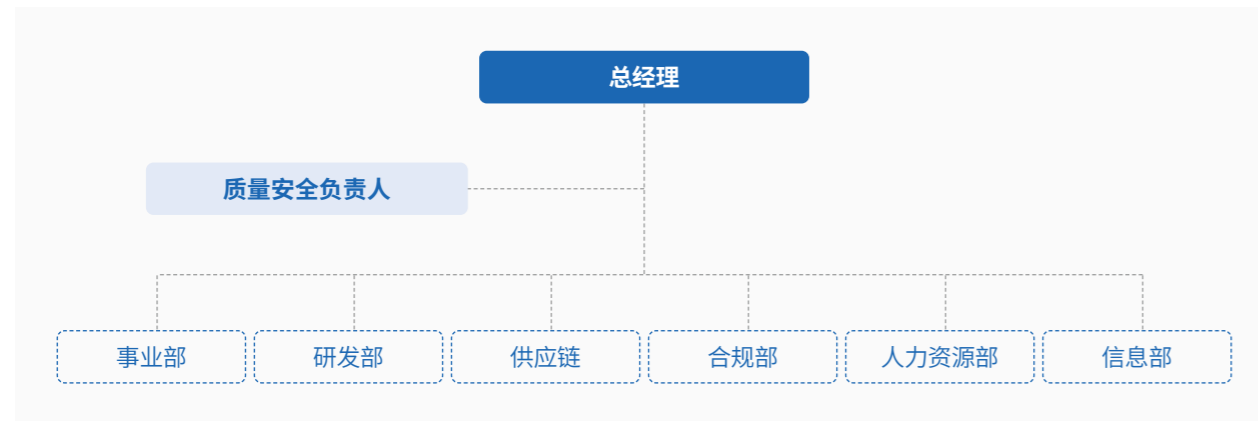 总经理
质量安全负责人
事业部
研发部
供应链
合规部
人力资源部
信息部